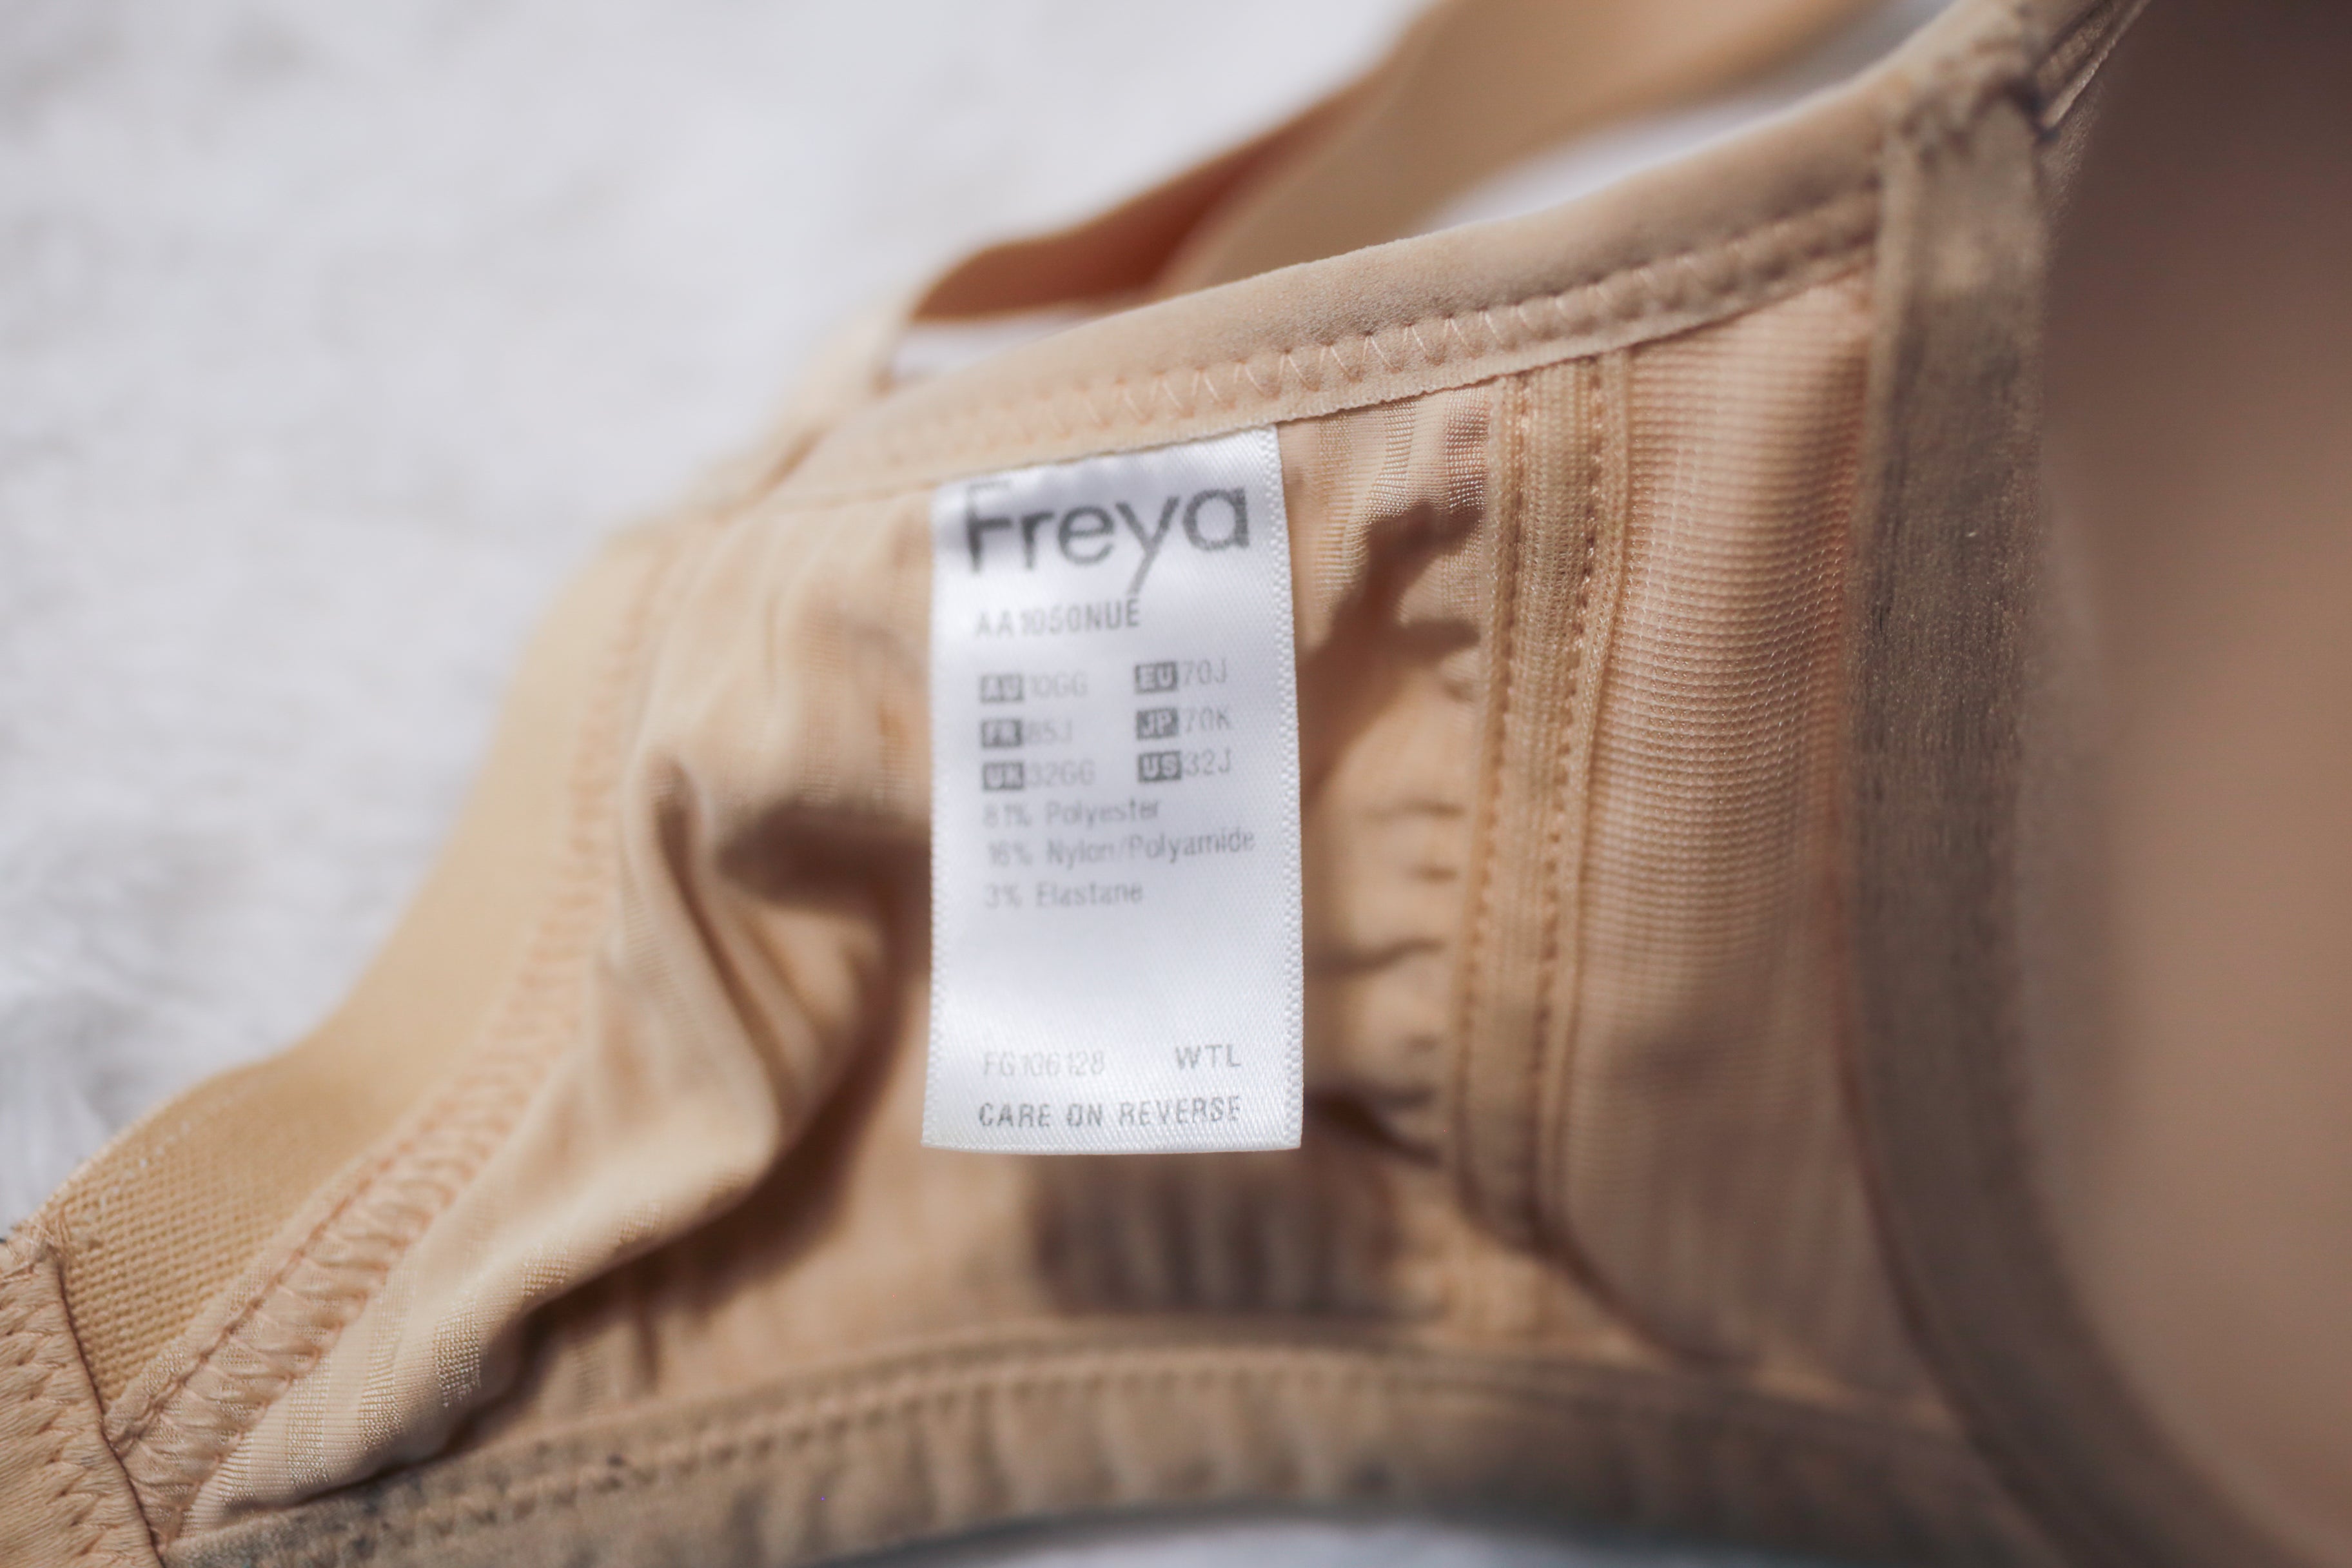 Freya
AA1050NUE
AU 10GG EU 70J
FR 85J JP 70K
UK 32GG US 32J
81% Polyester
16% Nylon/Polyamide
3% Elastane
FG106128 WTL
CARE ON REVERSE